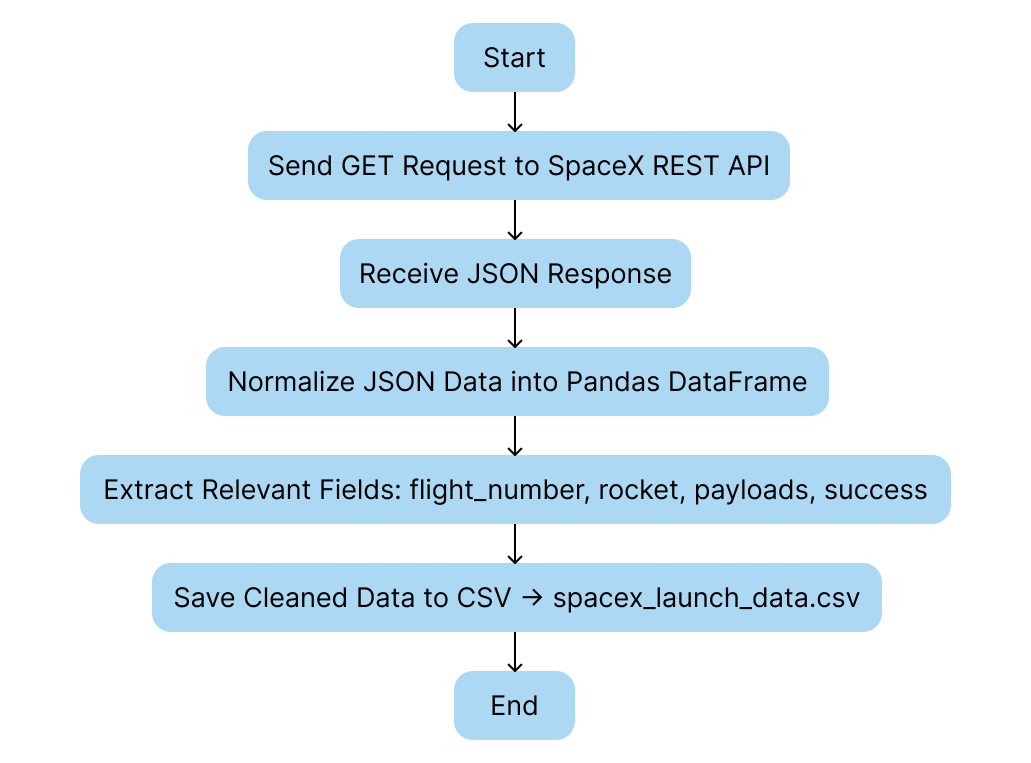 Start
Send GET Request to SpaceX REST API
Receive JSON Response
Normalize JSON Data into Pandas DataFrame
Extract Relevant Fields: flight_number, rocket, payloads, success
Save Cleaned Data to CSV → spacex_launch_data.csv
End